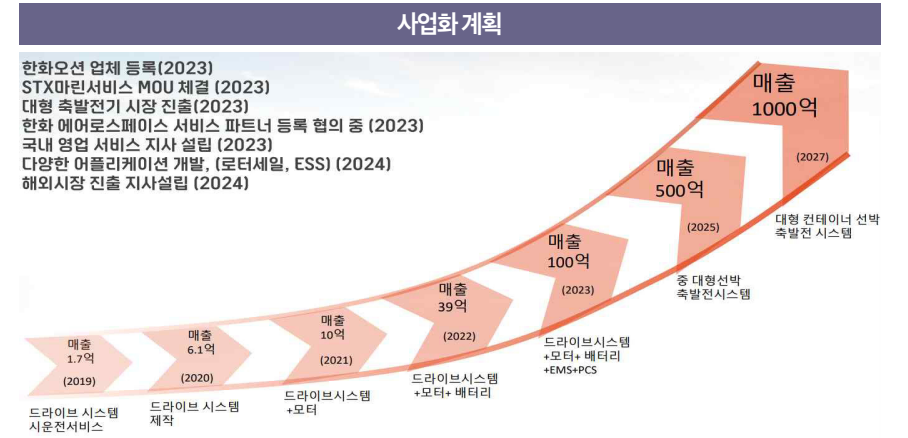 사업화 계획
한화오션 업체 등록(2023)
STX마린서비스 MOU 체결 (2023)
대형 축발전기 시장 진출(2023)
한화 에어로스페이스 서비스 파트너 등록 협의 중 (2023)
국내 영업 서비스 지사 설립 (2023)
다양한 어플리케이션 개발, (로터세일, ESS) (2024)
해외시장 진출 지사설립 (2024)
매출
1.7억
(2019)
드라이브 시스템
시운전서비스
매출
6.1억
(2020)
드라이브 시스템
제작
매출
10억
(2021)
드라이브시스템
+모터
매출
39억
(2022)
드라이브시스템
+모터+ 배터리
매출
100억
(2023)
드라이브시스템
+모터+ 배터리
+EMS+PCS
매출
500억
(2025)
중 대형선박
축발전시스템
매출
1000억
(2027)
대형 컨테이너 선박
축발전 시스템